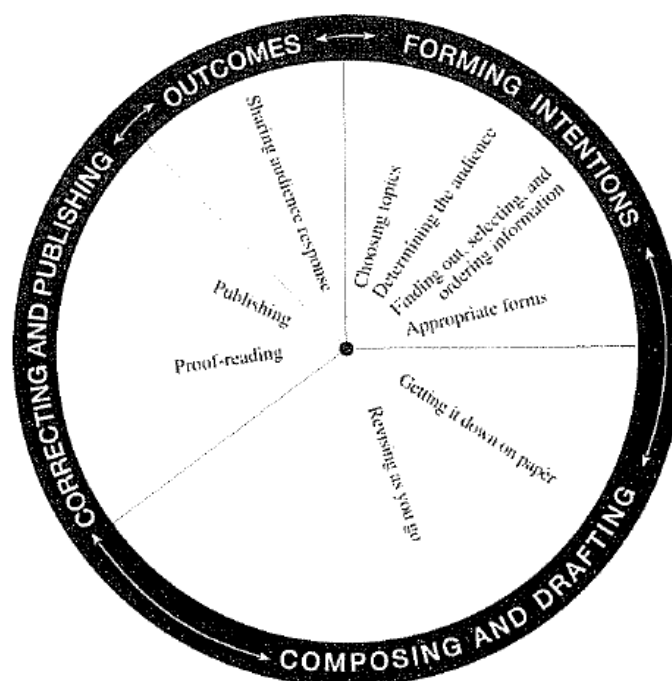 OUTCOMES
FORMING INTENTIONS
CORRECTING AND PUBLISHING
COMPOSING AND DRAFTING
Sharing audience response
Choosing topics
Determining the audience
Finding out, selecting, and
ordering information
Appropriate forms
Publishing
Proof-reading
Getting it down on paper
Revising as you go